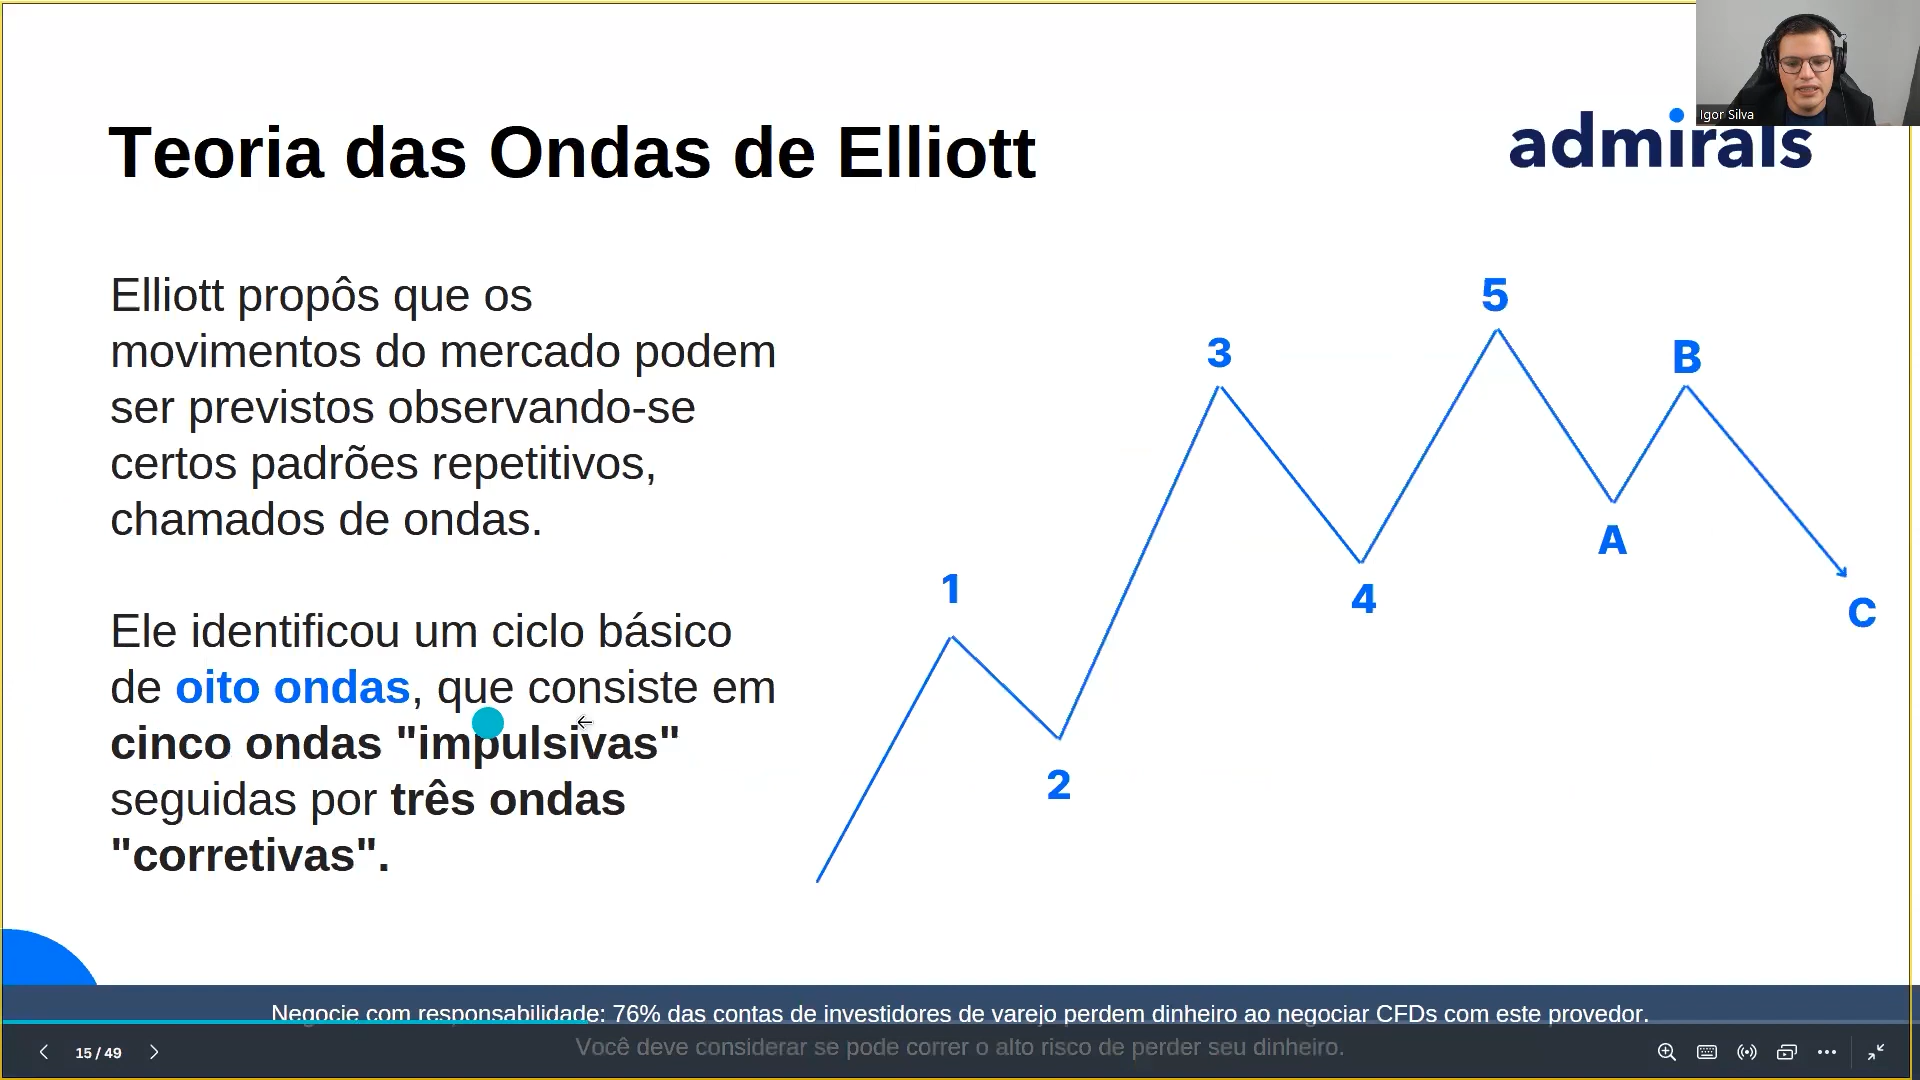 Igor Silva
admirals
Teoria das Ondas de Elliott
Elliott propôs que os
movimentos do mercado podem
ser previstos observando-se
certos padrões repetitivos,
chamados de ondas.
Ele identificou um ciclo básico
de oito ondas, que consiste em
cinco ondas "impulsivas"
seguidas por três ondas
"corretivas".
1
2
3
4
5
A
B
C
Negocie com responsabilidade: 76% das contas de investidores de varejo perdem dinheiro ao negociar CFDs com este provedor.
Você deve considerar se pode correr o alto risco de perder seu dinheiro.
15 / 49